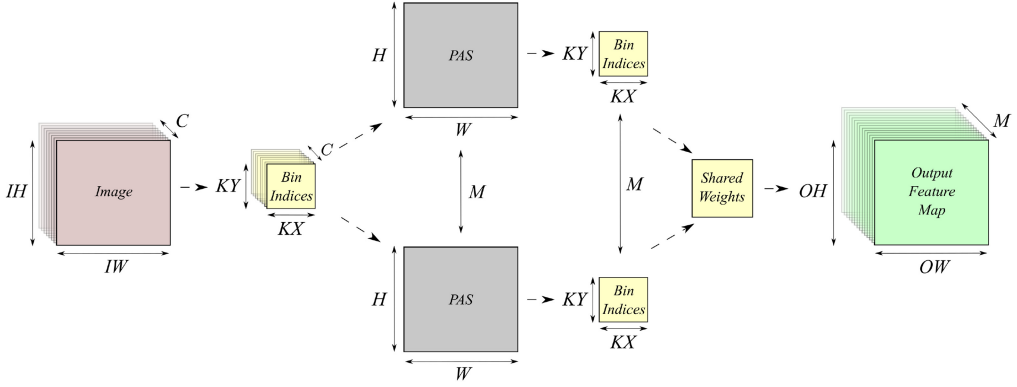 IH
Image
C
IW
KY
Bin
Indices
C
KX
H
PAS
W
M
H
PAS
W
KY
Bin
Indices
KX
M
KY
Bin
Indices
KX
Shared
Weights
OH
Output
Feature
Map
M
OW